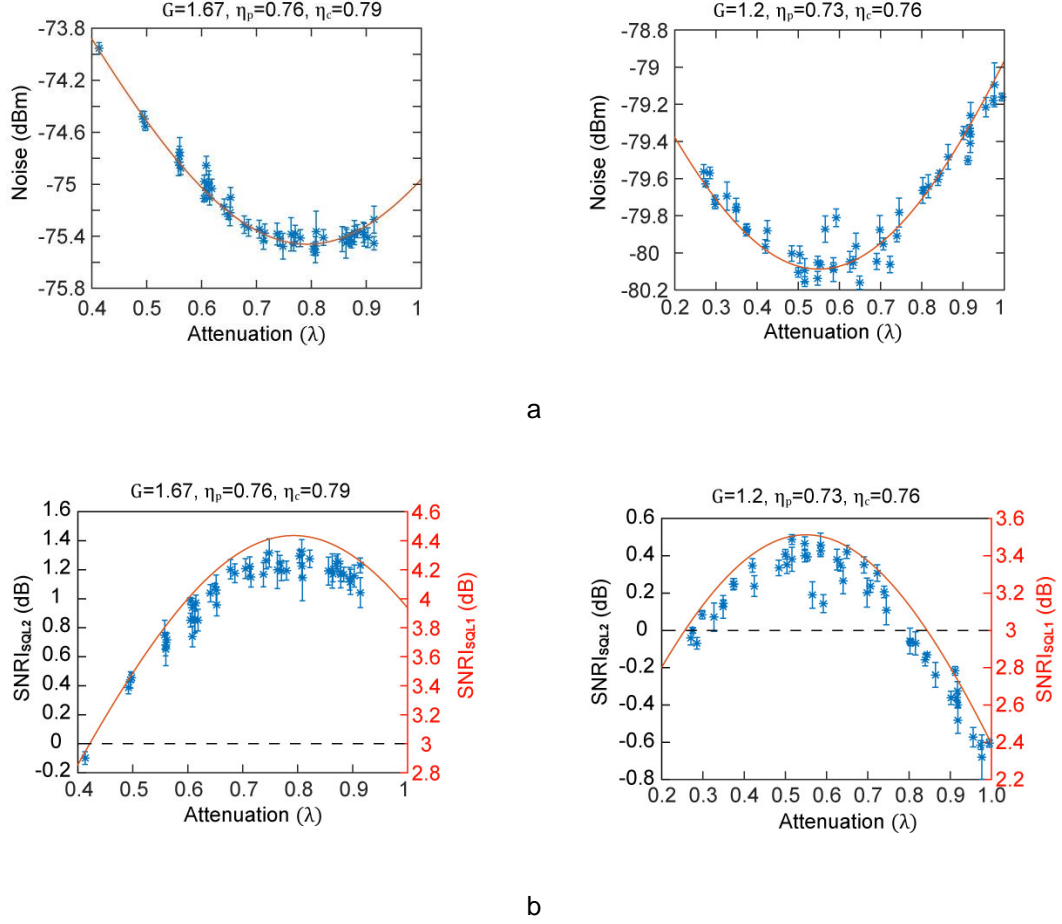 G=1.67, ηp=0.76, ηc=0.79
-73.8
-74.2
-74.6
-75
-75.4
-75.8
Noise (dBm)
0.4 0.5 0.6 0.7 0.8 0.9 1
Attenuation (λ)
G=1.2, ηp=0.73, ηc=0.76
-78.8
-79
-79.2
-79.4
-79.6
-79.8
-80
-80.2
Noise (dBm)
0.2 0.3 0.4 0.5 0.6 0.7 0.8 0.9 1
Attenuation (λ)
a
G=1.67, ηp=0.76, ηc=0.79
1.6
1.4
1.2
1
0.8
0.6
0.4
0.2
0
-0.2
SNRISQL2 (dB)
4.6
4.4
4.2
4
3.8
3.6
3.4
3.2
3
2.8
SNRISQL1 (dB)
0.4 0.5 0.6 0.7 0.8 0.9 1
Attenuation (λ)
G=1.2, ηp=0.73, ηc=0.76
0.6
0.4
0.2
0
-0.2
-0.4
-0.6
-0.8
SNRISQL2 (dB)
3.6
3.4
3.2
3
2.8
2.6
2.4
2.2
SNRISQL1 (dB)
0.2 0.3 0.4 0.5 0.6 0.7 0.8 0.9 1.0
Attenuation (λ)
b